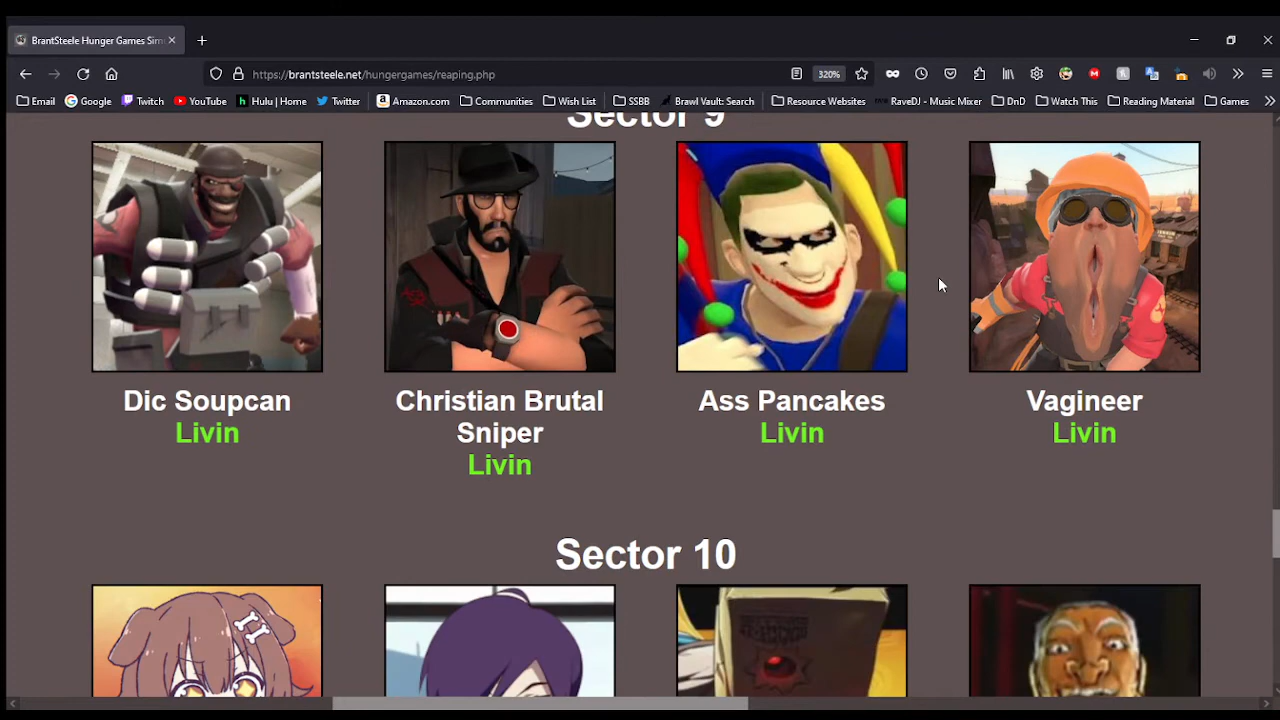 BrantSteele Hunger Games Sim
https://brantsteele.net/hungergames/reaping.php
320%
Email
Google
Twitch
YouTube
Hulu | Home
Twitter
Amazon.com
Communities
Wish List
SSBB
Brawl Vault: Search
Resource Websites
RaveDJ - Music Mixer
DnD
Watch This
Reading Material
Games
Sector 9
Dic Soupcan
Livin
Christian Brutal
Sniper
Livin
Ass Pancakes
Livin
Vagineer
Livin
Sector 10